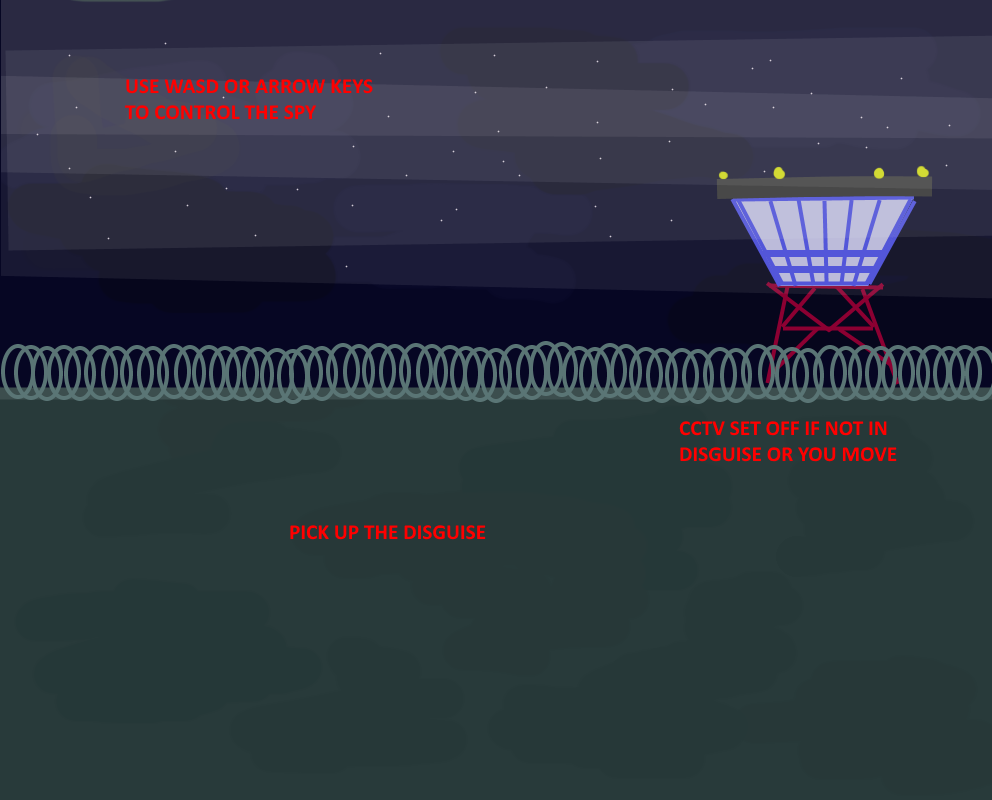 USE WASD OR ARROW KEYS
TO CONTROL THE SPY
CCTV SET OFF IF NOT IN
DISGUISE OR YOU MOVE
PICK UP THE DISGUISE